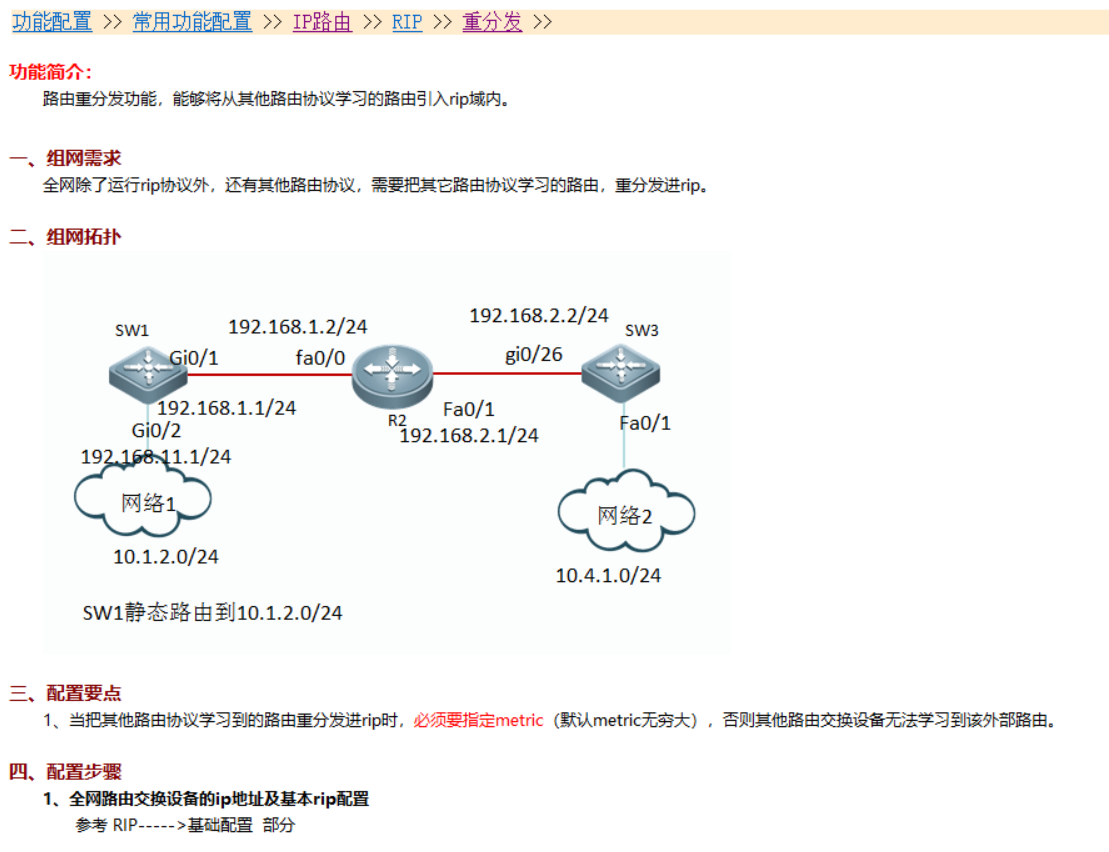 功能配置 >> 常用功能配置 >> IP路由 >> RIP >> 重分发 >>
功能简介：
路由重分发功能，能够将从其他路由协议学习的路由引入rip域内。
一、组网需求
全网除了运行rip协议外，还有其他路由协议，需要把其它路由协议学习的路由，重分发进rip。
二、组网拓扑
192.168.2.2/24
SW1
192.168.1.2/24
SW3
Gi0/1
fa0/0
gi0/26
192.168.1.1/24
Fa0/1
R2
Fa0/1
Gi0/2
192.168.2.1/24
192.168.11.1/24
网络1
网络2
10.1.2.0/24
10.4.1.0/24
SW1静态路由到10.1.2.0/24
三、配置要点
1、当把其他路由协议学习到的路由重分发进rip时，必须要指定metric（默认metric无穷大），否则其他路由交换设备无法学习到该外部路由。
四、配置步骤
1、全网路由交换设备的ip地址及基本rip配置
参考 RIP----->基础配置 部分